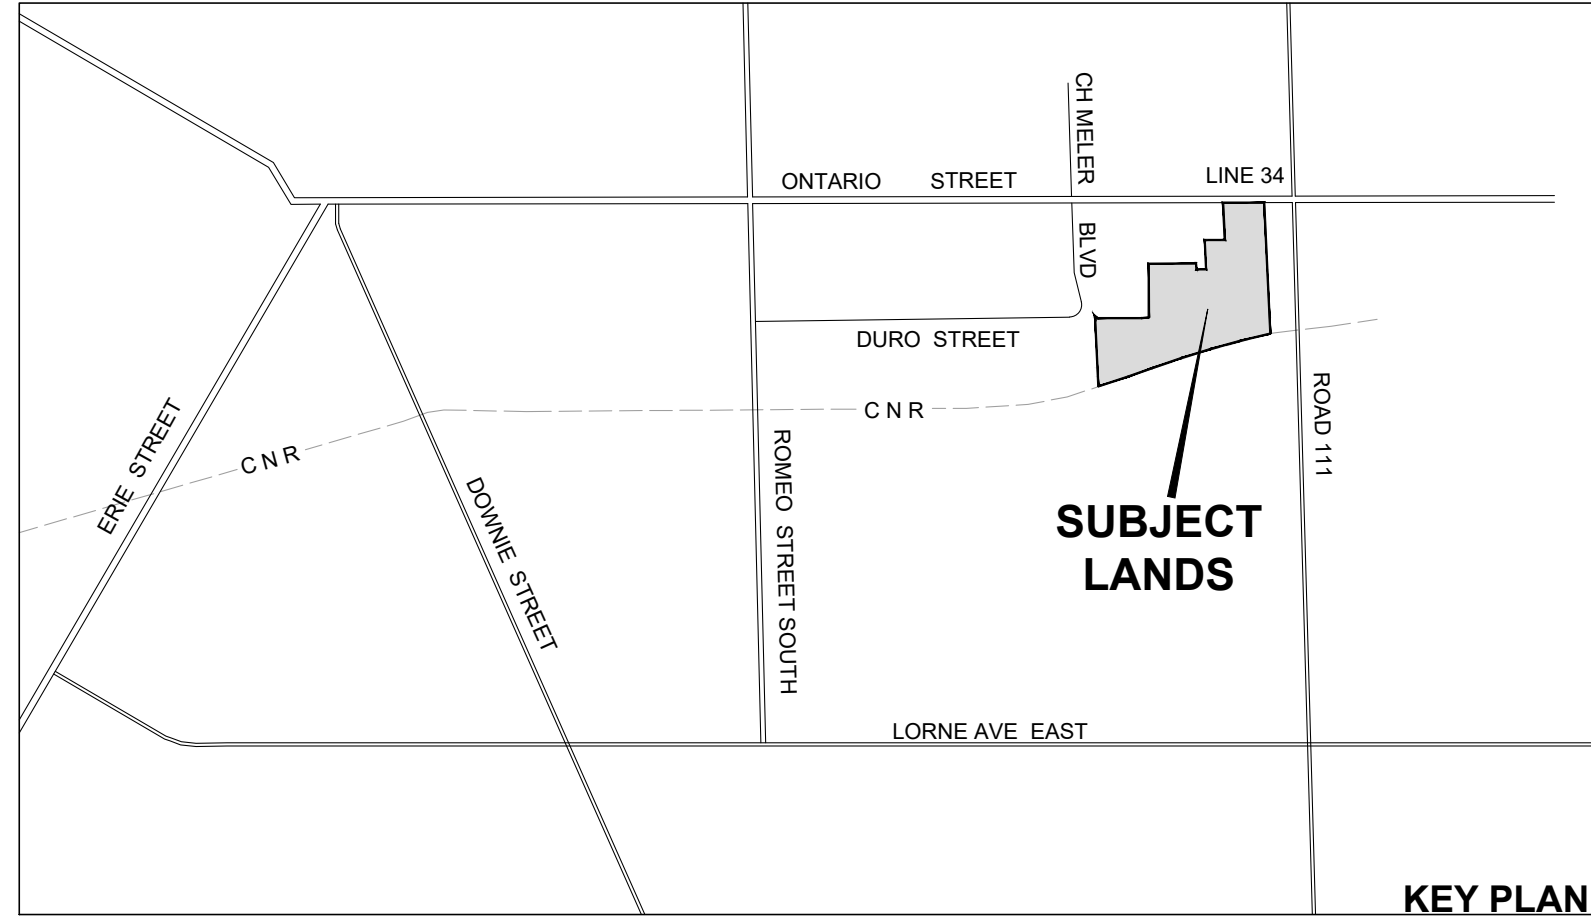 CH MELER
BLVD
ONTARIO STREET
LINE 34
DURO STREET
C N R
C N R
ERIE STREET
DOWNIE STREET
ROMEO STREET SOUTH
ROAD 111
SUBJECT
LANDS
LORNE AVE EAST
KEY PLAN